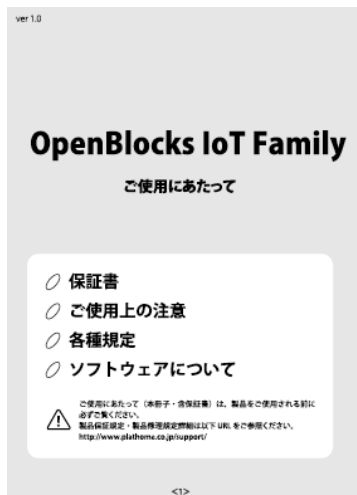 ver 1.0
OpenBlocks IoT Family
ご使用にあたって
保証書
ご使用上の注意
各種規定
ソフトウェアについて
ご使用にあたって（本冊子・含保証書）は、製品をご使用される前に
必ずご覧ください。
製品保証規定・製品修理規定詳細は以下 URL をご参照ください。
http://www.plathome.co.jp/support/
<1>